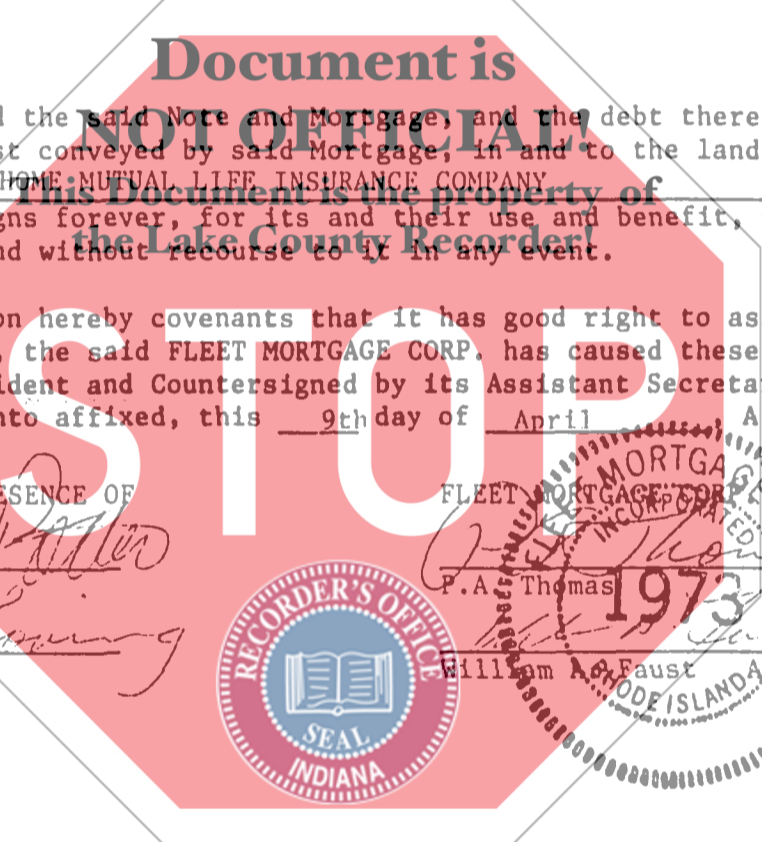 Document is
NOT OFFICIAL!
This Document is the property of
the Lake County Recorder!
the said Note and Mortgage, and the debt there
st conveyed by said Mortgage, in and to the land
HOME MUTUAL LIFE INSURANCE COMPANY
gns forever, for its and their use and benefit,
nd without recourse to it in any event.
on hereby covenants that it has good right to as
, the said FLEET MORTGAGE CORP. has caused these
ident and Countersigned by its Assistant Secreta
nto affixed, this 9th day of April , A
STOP
ESENCE OF
FLEET MORTGAGE CORP.
P.A. Thomas
William A. Faust
FLEET MORTGAGE
INCORPORATED
1973
RHODE ISLAND
RECORDER'S OFFICE
SEAL
INDIANA